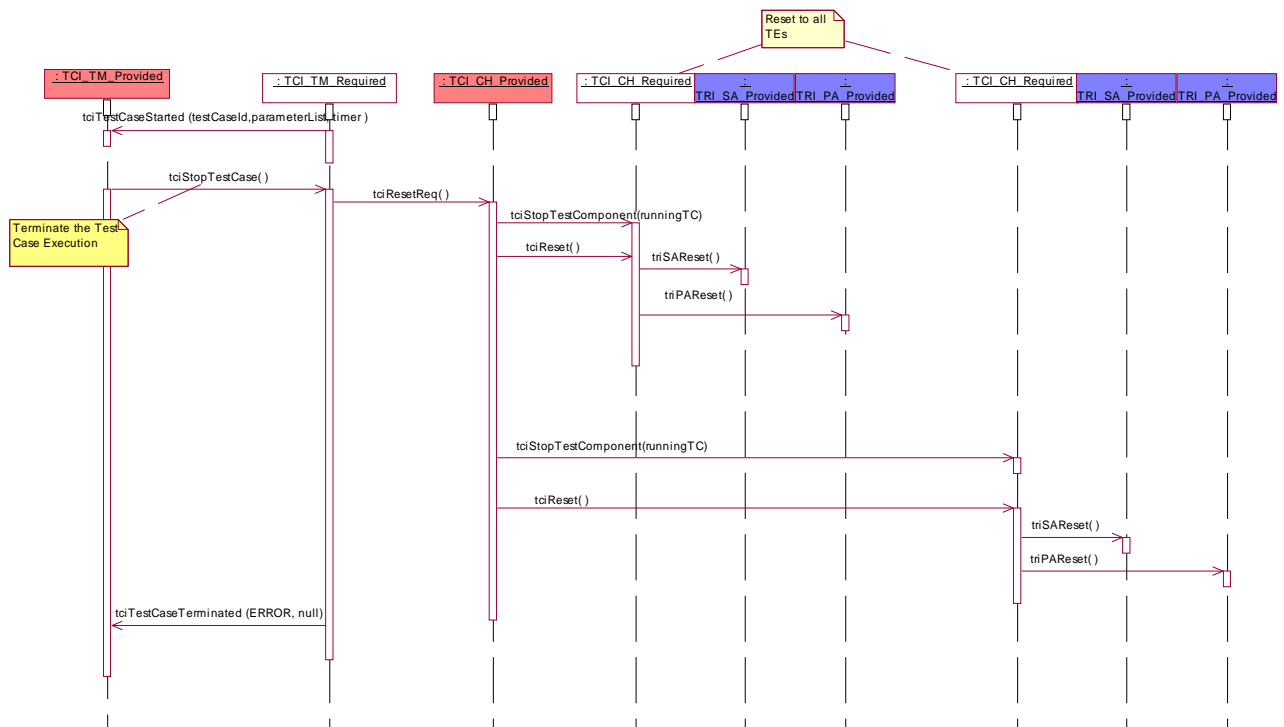 Reset to all
TEs
: TCI_TM_Provided
: TCI_TM_Required
: TCI_CH_Provided
: TCI_CH_Required
:
TRI_SA_Provided
:
TRI_PA_Provided
: TCI_CH_Required
:
TRI_SA_Provided
:
TRI_PA_Provided
tciTestCaseStarted (testCaseId,parameterList, timer )
tciStopTestCase( )
tciResetReq( )
tciStopTestComponent(runningTC)
Terminate the Test
Case Execution
tciReset( )
triSAReset( )
triPAReset( )
tciStopTestComponent(runningTC)
tciReset( )
triSAReset( )
triPAReset( )
tciTestCaseTerminated (ERROR, null)